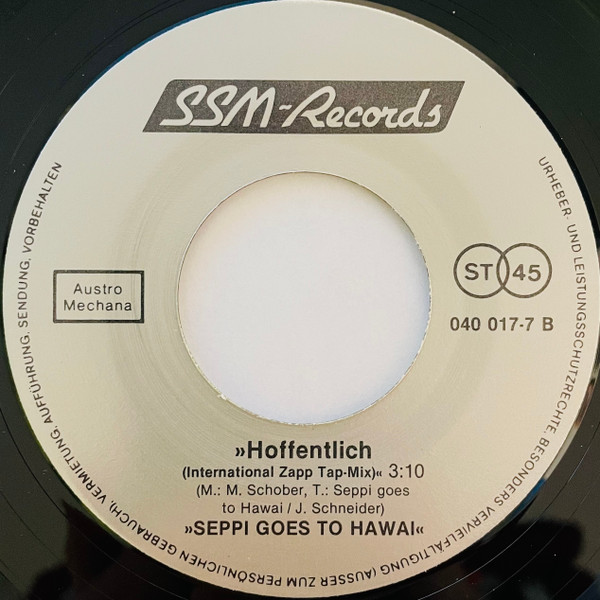 SSM-Records
URHEBER- UND LEISTUNGSSCHUTZRECHTE, BESONDERS VERVIELFÄLTIGUNG (AUSSER ZUM PERSÖNLICHEN GEBRAUCH), VERMIETUNG, AUFFÜHRUNG, SENDUNG, VORBEHALTEN
Austro
Mechana
ST 45
040 017-7 B
»Hoffentlich
(International Zapp Tap-Mix)« 3:10
(M.: M. Schober, T.: Seppi goes
to Hawai / J. Schneider)
»SEPPI GOES TO HAWAI«